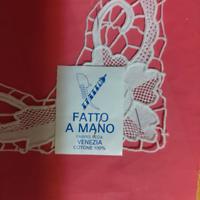 FATTO
A MANO
VENEZIA
COTONE 100%